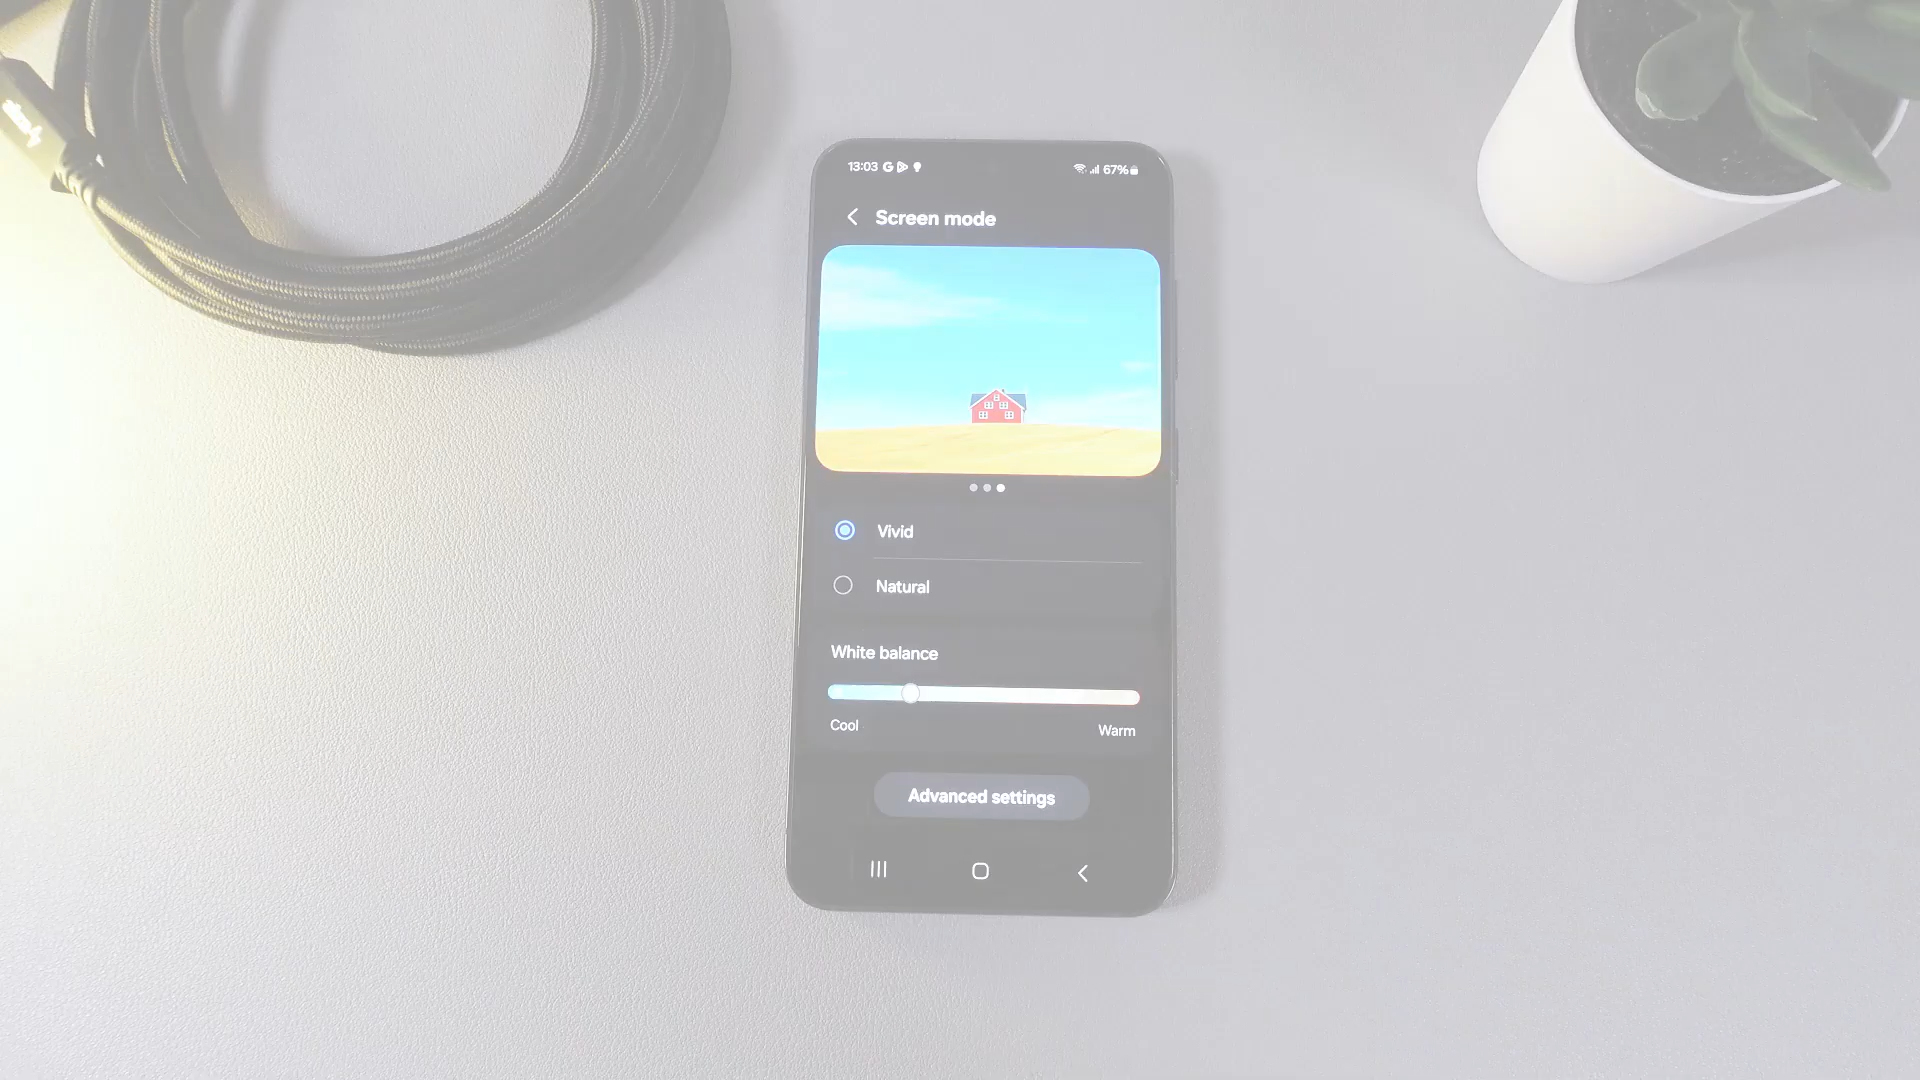 13:03 67%
Screen mode
Vivid
Natural
White balance
Cool Warm
Advanced settings